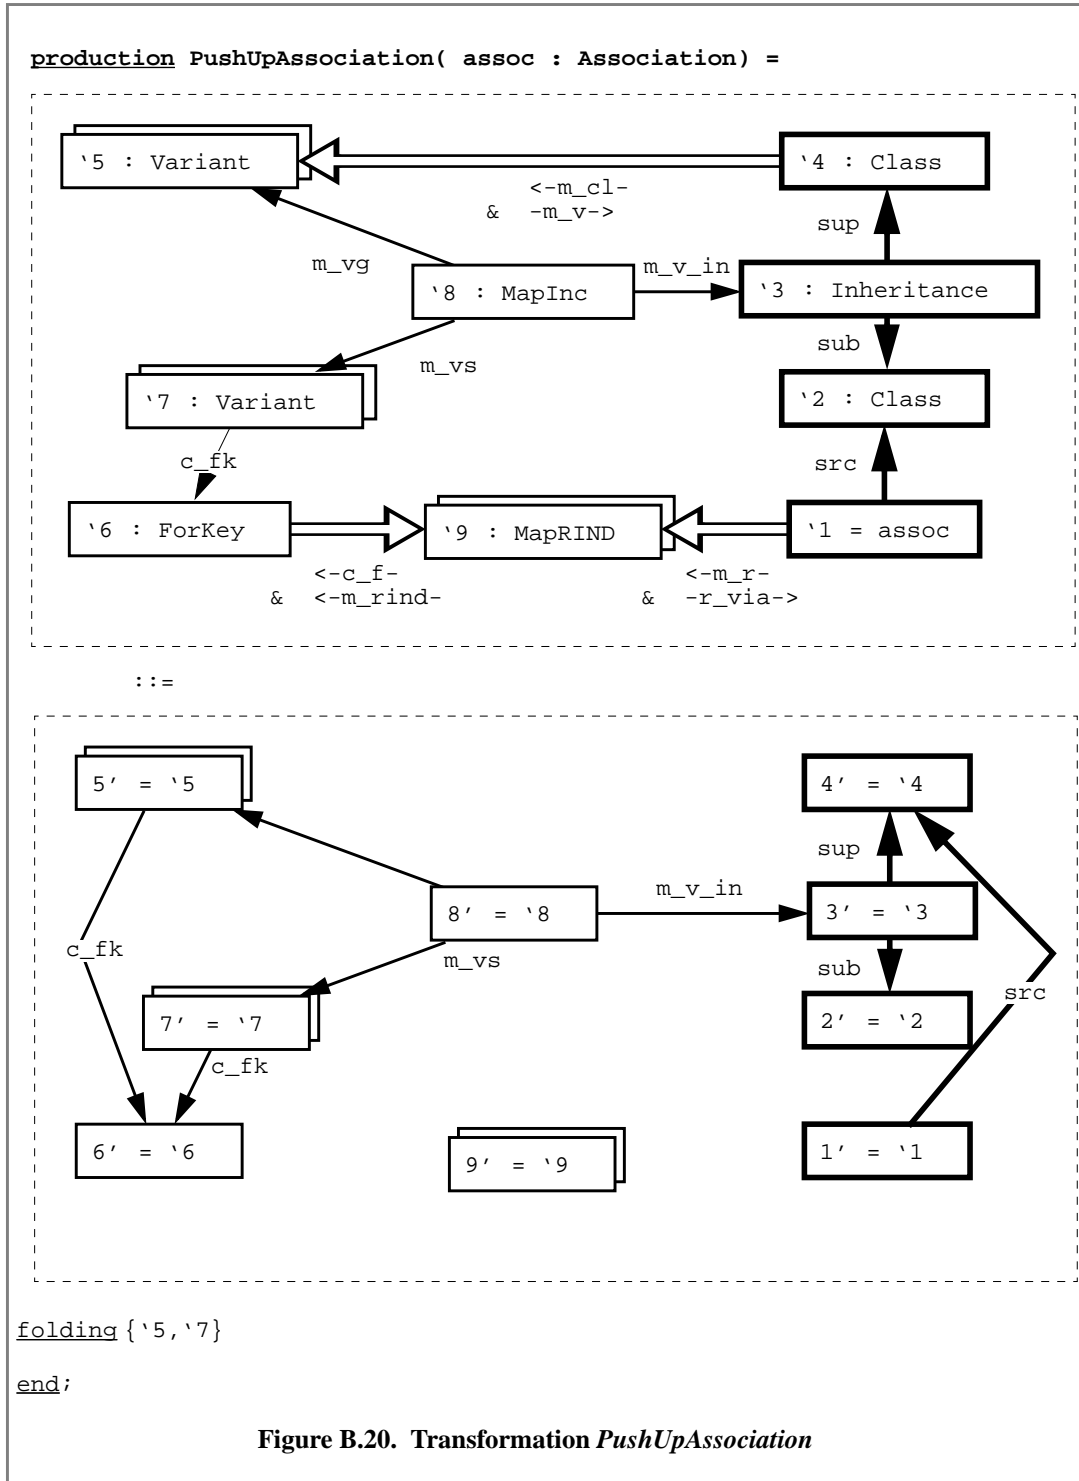 production PushUpAssociation( assoc : Association) =
‘5 : Variant
‘4 : Class
<-m_cl-
& -m_v->
sup
m_vg
m_v_in
‘8 : MapInc
‘3 : Inheritance
sub
m_vs
‘7 : Variant
‘2 : Class
c_fk
src
‘6 : ForKey
‘9 : MapRIND
‘1 = assoc
<-c_f-
& <-m_rind-
<-m_r-
& -r_via->
::=
5’ = ‘5
4’ = ‘4
sup
m_v_in
8’ = ‘8
3’ = ‘3
c_fk
m_vs
sub
src
7’ = ‘7
2’ = ‘2
c_fk
6’ = ‘6
9’ = ‘9
1’ = ‘1
folding {‘5,‘7}
end;
Figure B.20. Transformation PushUpAssociation